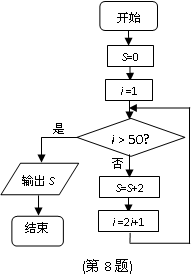 开始
S=0
i=1
是
i > 50?
否
输出 S
S=S+2
i=2i+1
结束
(第 8 题)